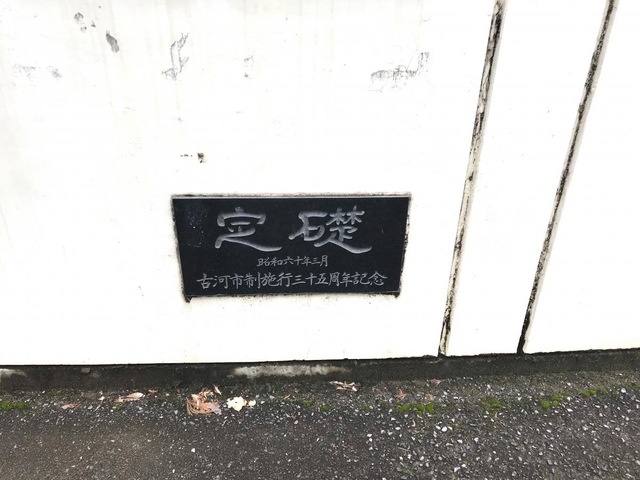 定礎
昭和六十年三月
古河市制施行三十五周年記念